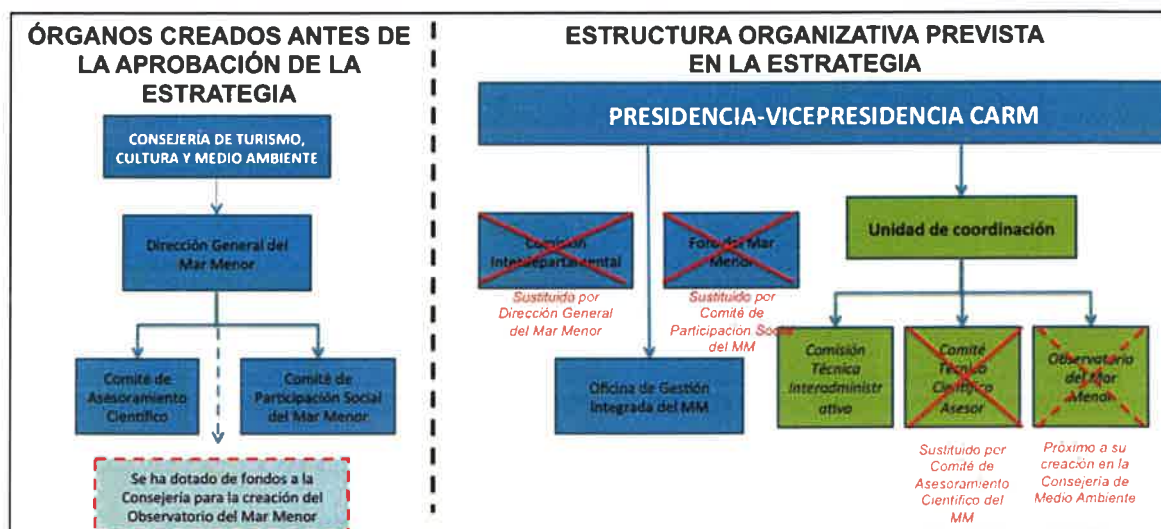 ÓRGANOS CREADOS ANTES DE
LA APROBACIÓN DE LA
ESTRATEGIA
CONSEJERÍA DE TURISMO,
CULTURA Y MEDIO AMBIENTE
Dirección General del
Mar Menor
Comité de
Asesoramiento
Científico
Comité de
Participación Social
del Mar Menor
Se ha dotado de fondos a la
Consejería para la creación del
Observatorio del Mar Menor
ESTRUCTURA ORGANIZATIVA PREVISTA
EN LA ESTRATEGIA
PRESIDENCIA-VICEPRESIDENCIA CARM
Comisión
Interdepartamental
Sustituido por
Dirección General
del Mar Menor
Foro del Mar
Menor
Sustituido por
Comité de
Participación Social
del MM
Oficina de Gestión
Integrada del MM
Unidad de coordinación
Comisión
Técnica
Interadministr
ativa
Comité
Técnico
Científico
Asesor
Sustituido por
Comité de
Asesoramiento
Científico del
MM
Observatorio
del Mar
Menor
Próximo a su
creación en la
Consejería de
Medio Ambiente